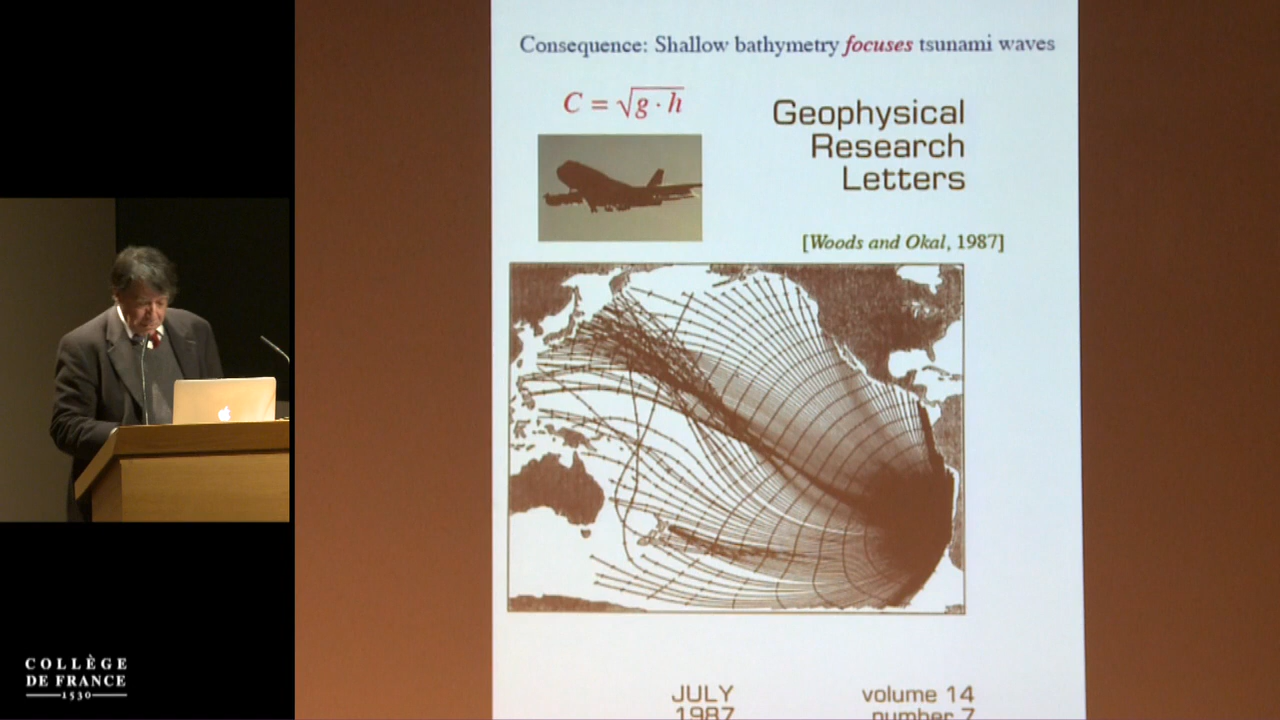 Consequence: Shallow bathymetry focuses tsunami waves
C = √g · h
Geophysical
Research
Letters
[Woods and Okal, 1987]
JULY
1987
volume 14
number 7
COLLÈGE
DE FRANCE
1530